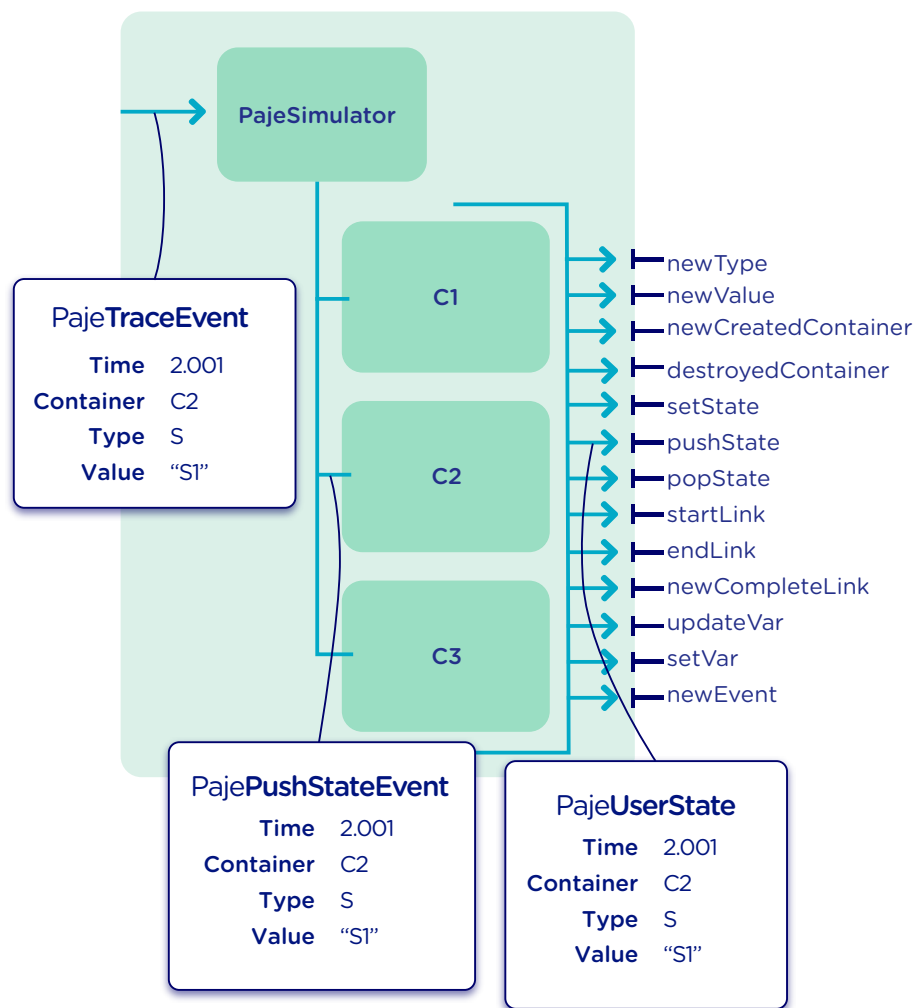 PajeSimulator
C1
C2
C3
newType
newValue
newCreatedContainer
destroyedContainer
setState
pushState
popState
startLink
endLink
newCompleteLink
updateVar
setVar
newEvent
PajeTraceEvent
Time 2.001
Container C2
Type S
Value “S1”
PajePushStateEvent
Time 2.001
Container C2
Type S
Value “S1”
PajeUserState
Time 2.001
Container C2
Type S
Value “S1”